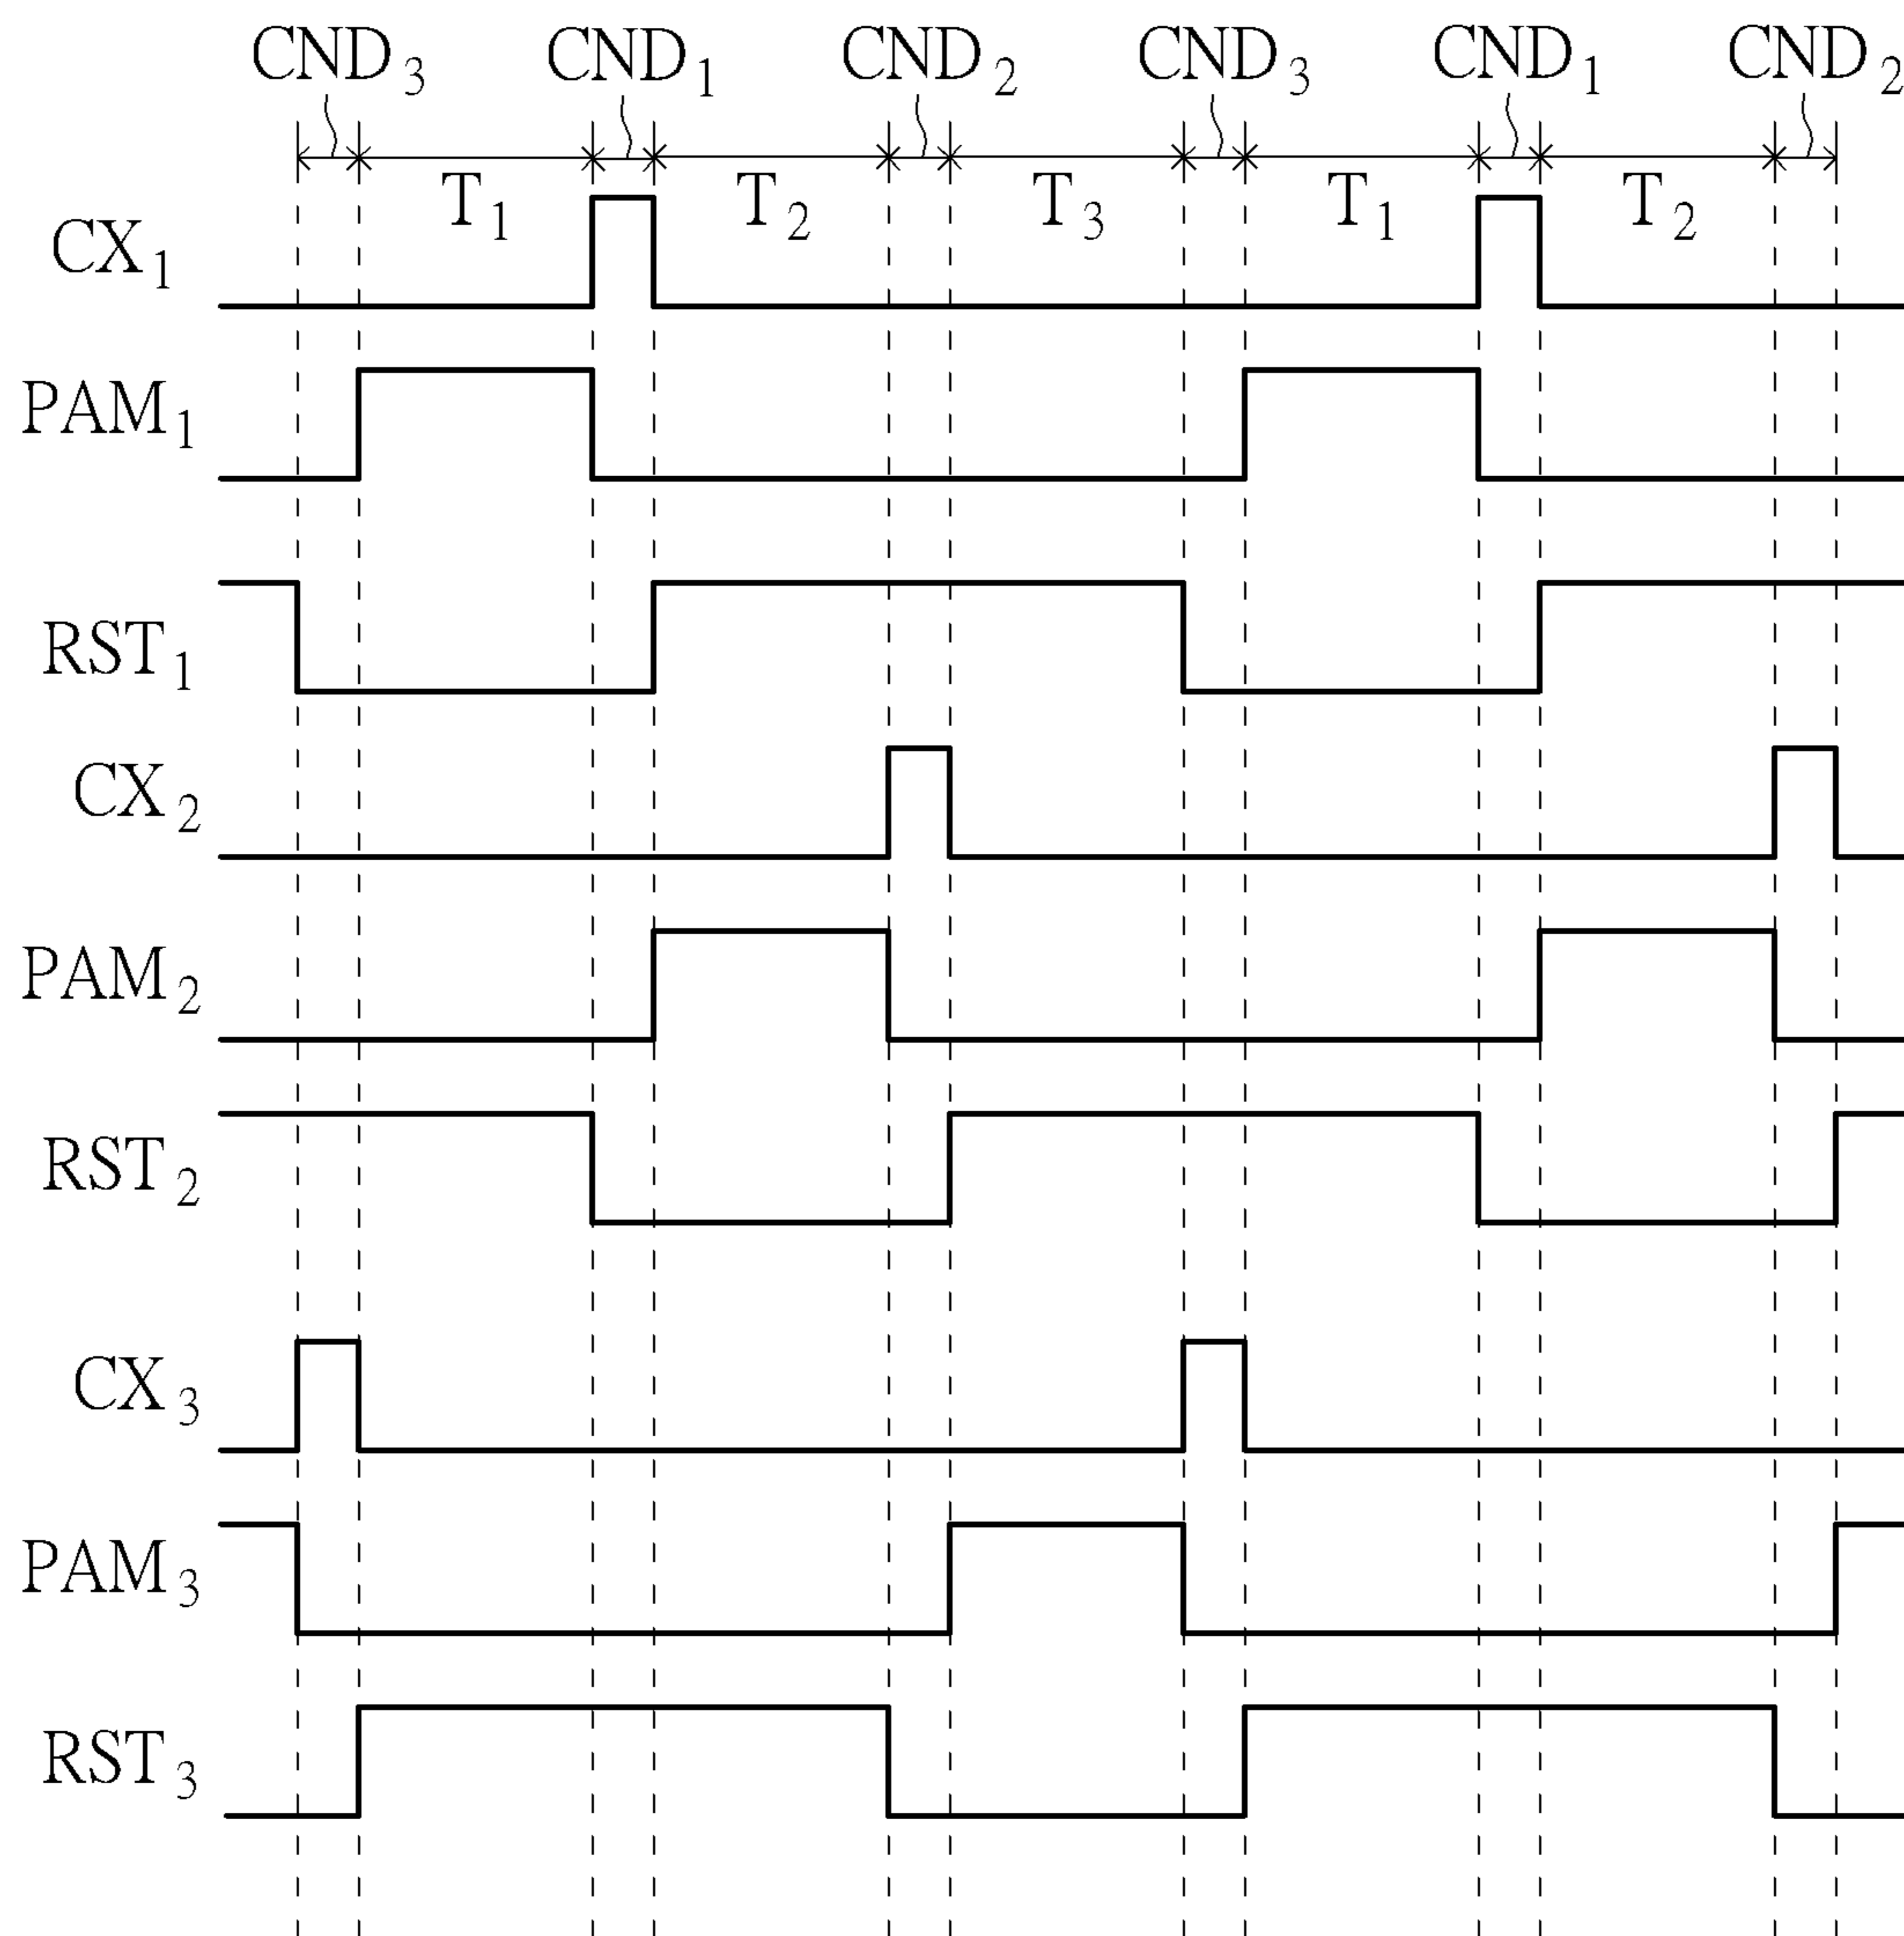 CND₃ CND₁ CND₂ CND₃ CND₁ CND₂
T₁ T₂ T₃ T₁ T₂
CX₁
PAM₁
RST₁
CX₂
PAM₂
RST₂
CX₃
PAM₃
RST₃